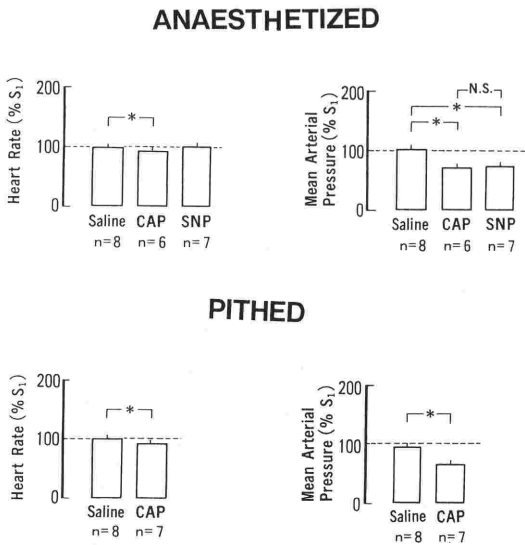 ANAESTHETIZED
Heart Rate (% S₁)
200
100
0
*
Saline CAP SNP
n=8 n=6 n=7
Mean Arterial
Pressure (% S₁)
200
100
0
N.S.
*
*
Saline CAP SNP
n=8 n=6 n=7
PITHED
Heart Rate (% S₁)
200
100
0
*
Saline CAP
n=8 n=7
Mean Arterial
Pressure (% S₁)
200
100
0
*
Saline CAP
n=8 n=7